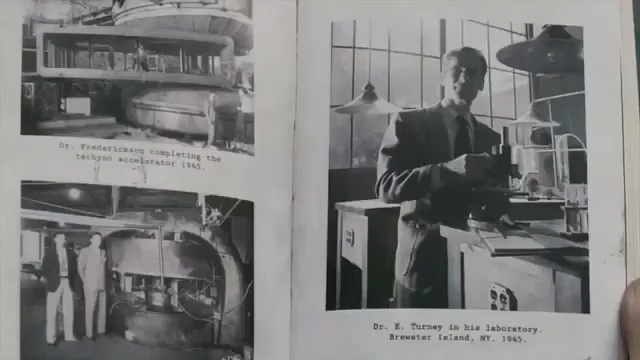 Dr. Frederickson completing the
tachyon accelerator 1945.
Dr. E. Turney in his laboratory.
Brewster Island, NY. 1945.